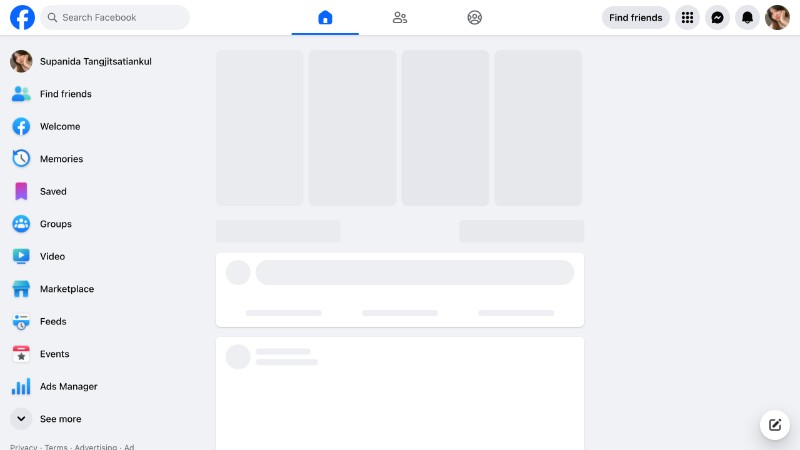 Search Facebook
Find friends
Supanida Tangjitsatiankul
Find friends
Welcome
Memories
Saved
Groups
Video
Marketplace
Feeds
Events
Ads Manager
See more
Privacy · Terms · Advertising · Ad